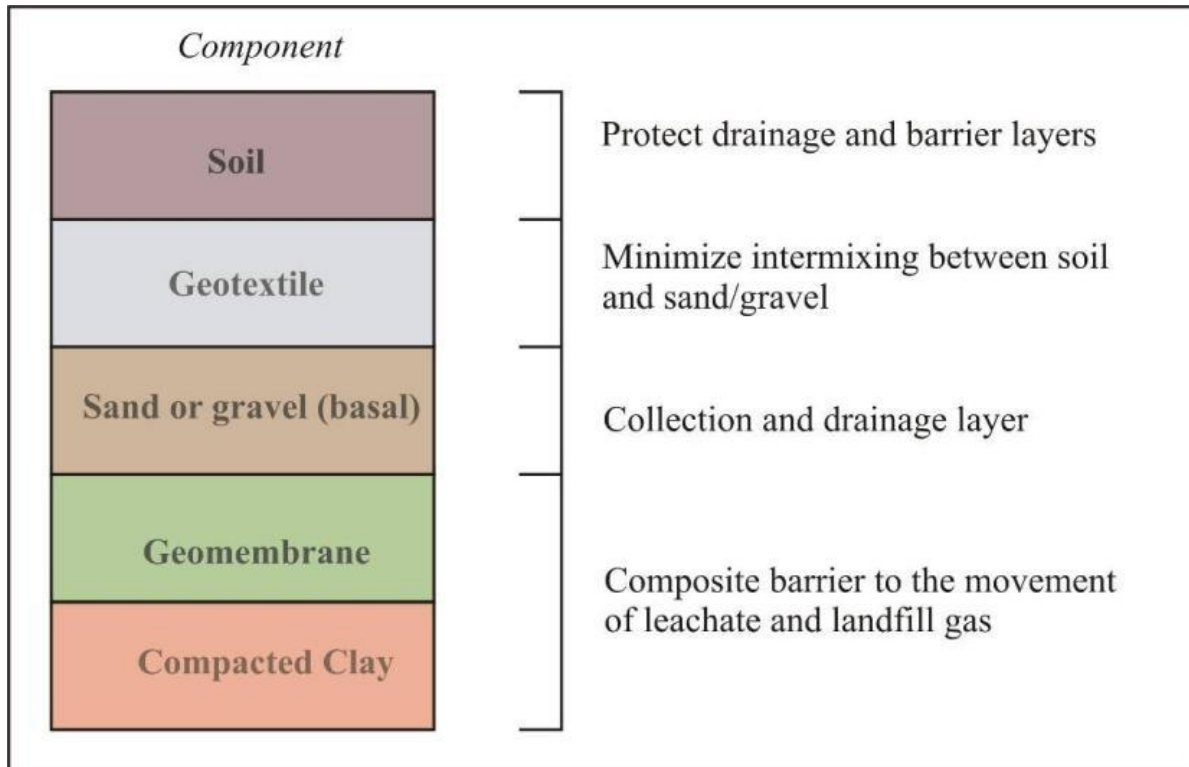 Component
Soil
Protect drainage and barrier layers
Geotextile
Minimize intermixing between soil
and sand/gravel
Sand or gravel (basal)
Collection and drainage layer
Geomembrane
Compacted Clay
Composite barrier to the movement
of leachate and landfill gas